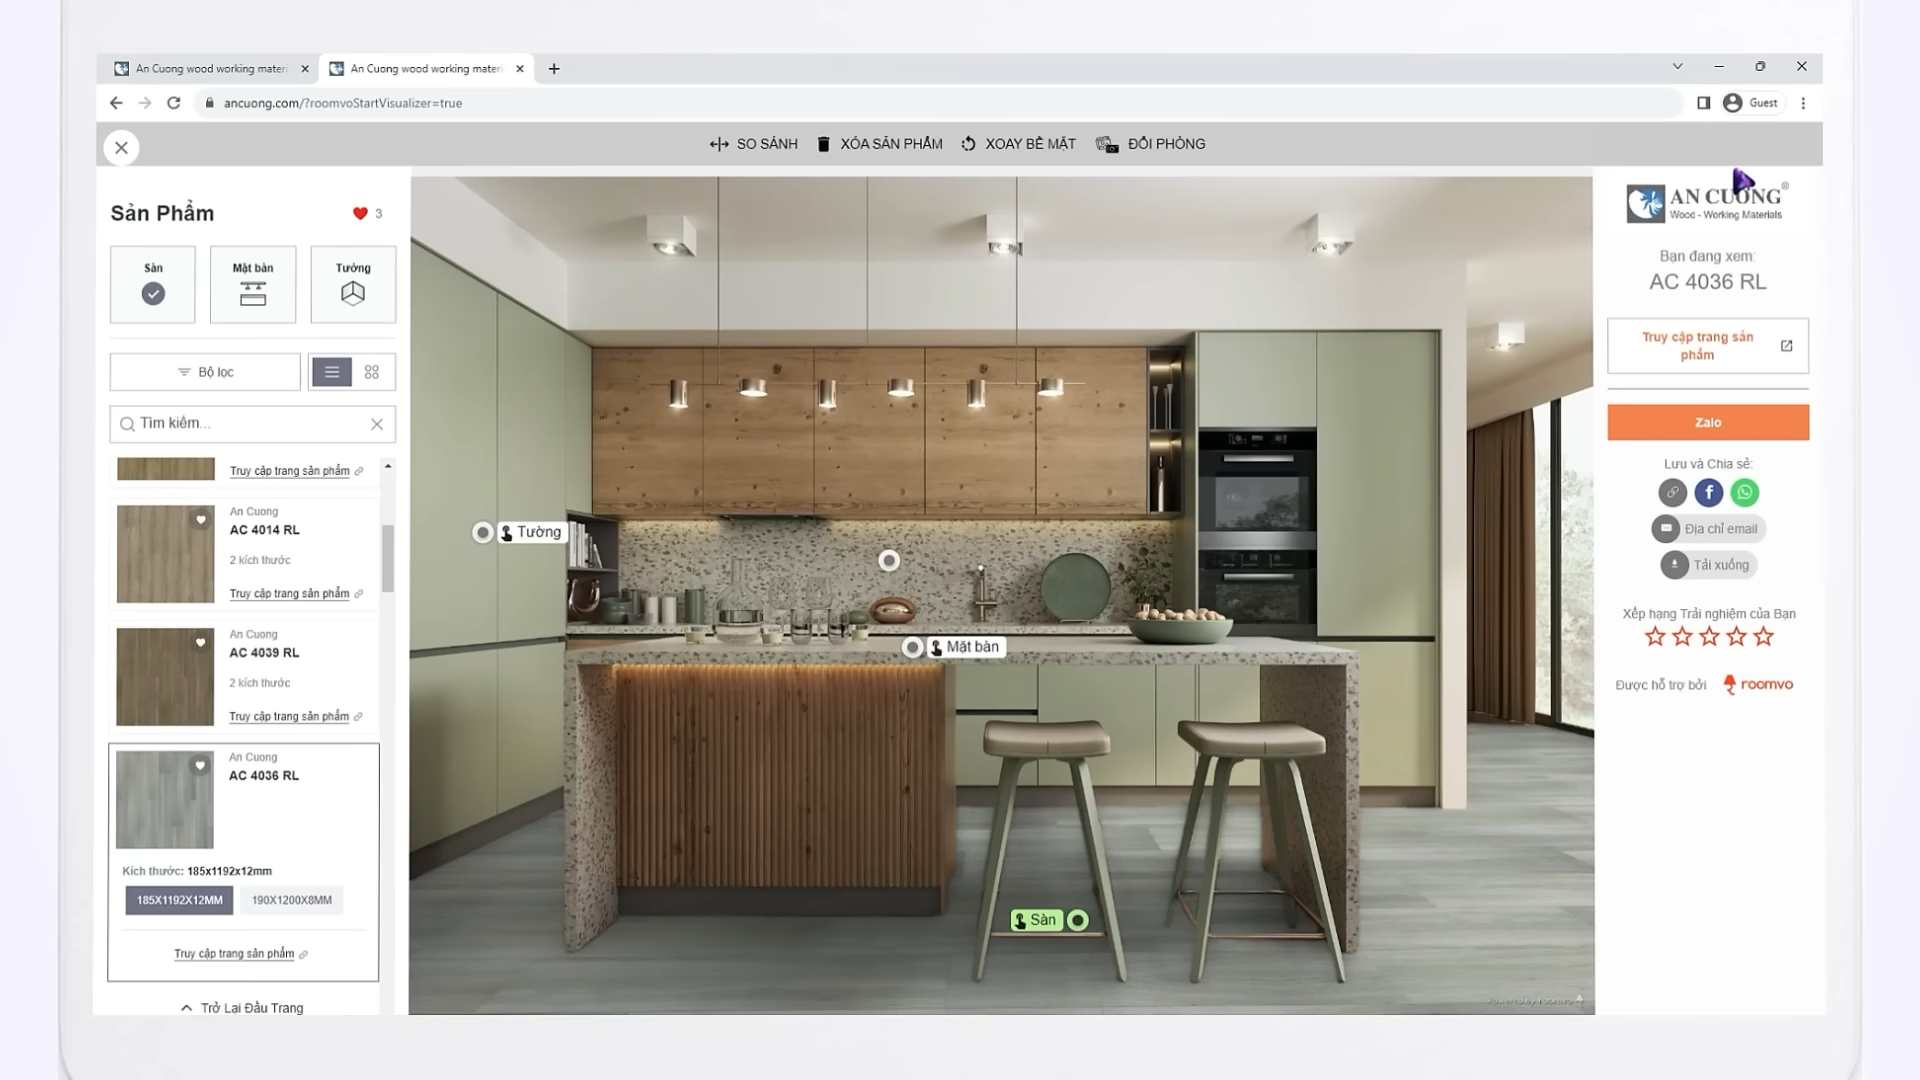 An Cuong wood working materi
An Cuong wood working materi
ancuong.com/?roomvoStartVisualizer=true
Guest
SO SÁNH
XÓA SẢN PHẨM
XOAY BỀ MẶT
ĐỔI PHÒNG
Sản Phẩm
3
Sàn
Mặt bàn
Tường
Bộ lọc
Tìm kiếm...
Truy cập trang sản phẩm
An Cuong
AC 4014 RL
2 kích thước
Truy cập trang sản phẩm
An Cuong
AC 4039 RL
2 kích thước
Truy cập trang sản phẩm
An Cuong
AC 4036 RL
Kích thước: 185x1192x12mm
185X1192X12MM
190X1200X8MM
Truy cập trang sản phẩm
Trở Lại Đầu Trang
Tường
Mặt bàn
Sàn
Powered by roomvo
AN CUONG®
Wood - Working Materials
Bạn đang xem:
AC 4036 RL
Truy cập trang sản
phẩm
Zalo
Lưu và Chia sẻ:
Địa chỉ email
Tải xuống
Xếp hạng Trải nghiệm của Bạn
Được hỗ trợ bởi
roomvo